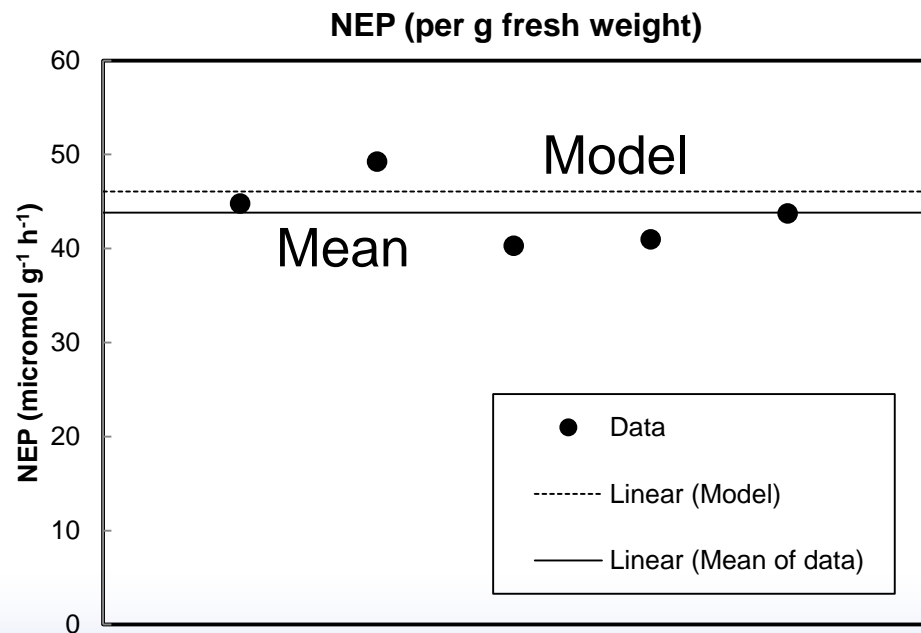 NEP (per g fresh weight)
60
50
40
30
20
10
0
NEP (micromol g⁻¹ h⁻¹)
Model
Mean
Data
Linear (Model)
Linear (Mean of data)